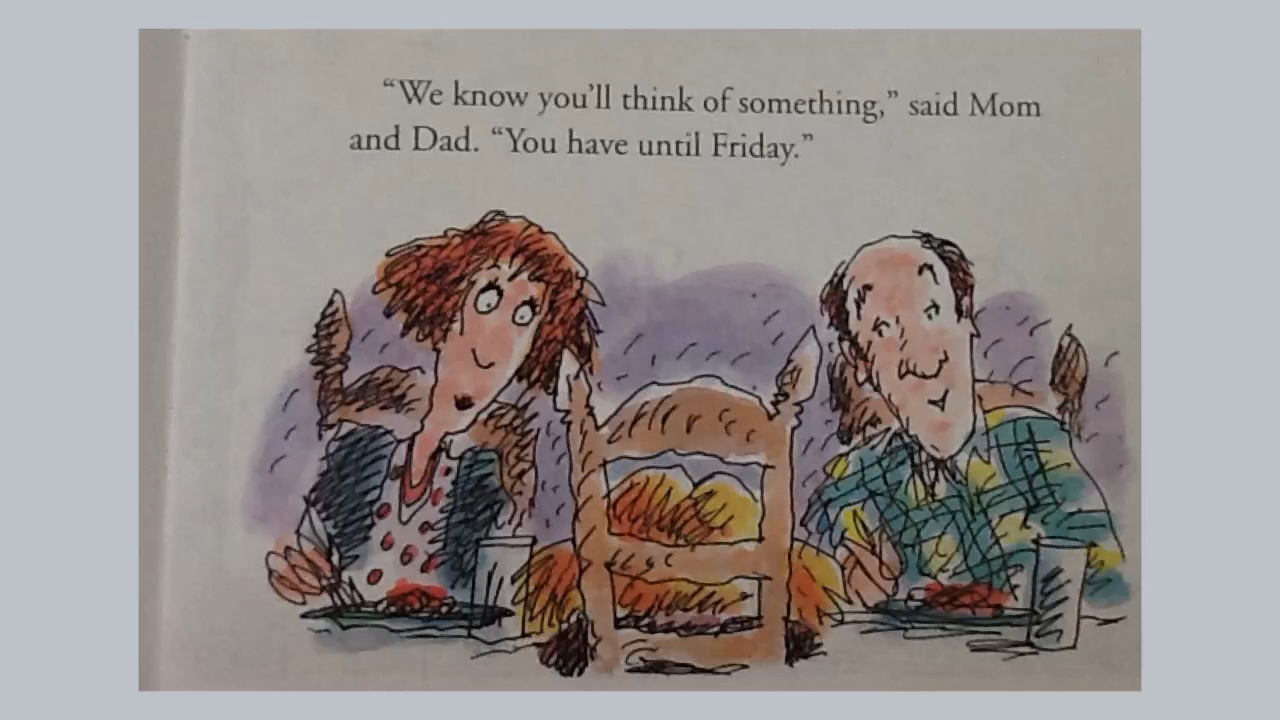 “We know you’ll think of something,” said Mom
and Dad. “You have until Friday.”